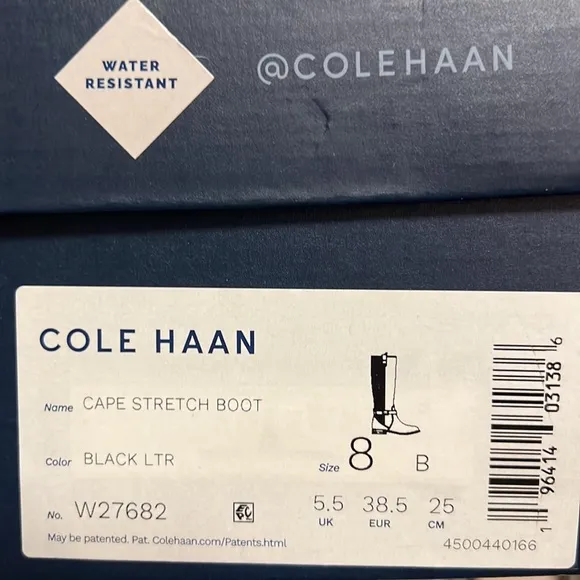 WATER
RESISTANT
@COLEHAAN
COLE HAAN
Name CAPE STRETCH BOOT
Color BLACK LTR
Size 8 B
No. W27682
5.5 38.5 25
UK EUR CM
May be patented. Pat. Colehaan.com/Patents.html
4500440166
1 96414 03138 6